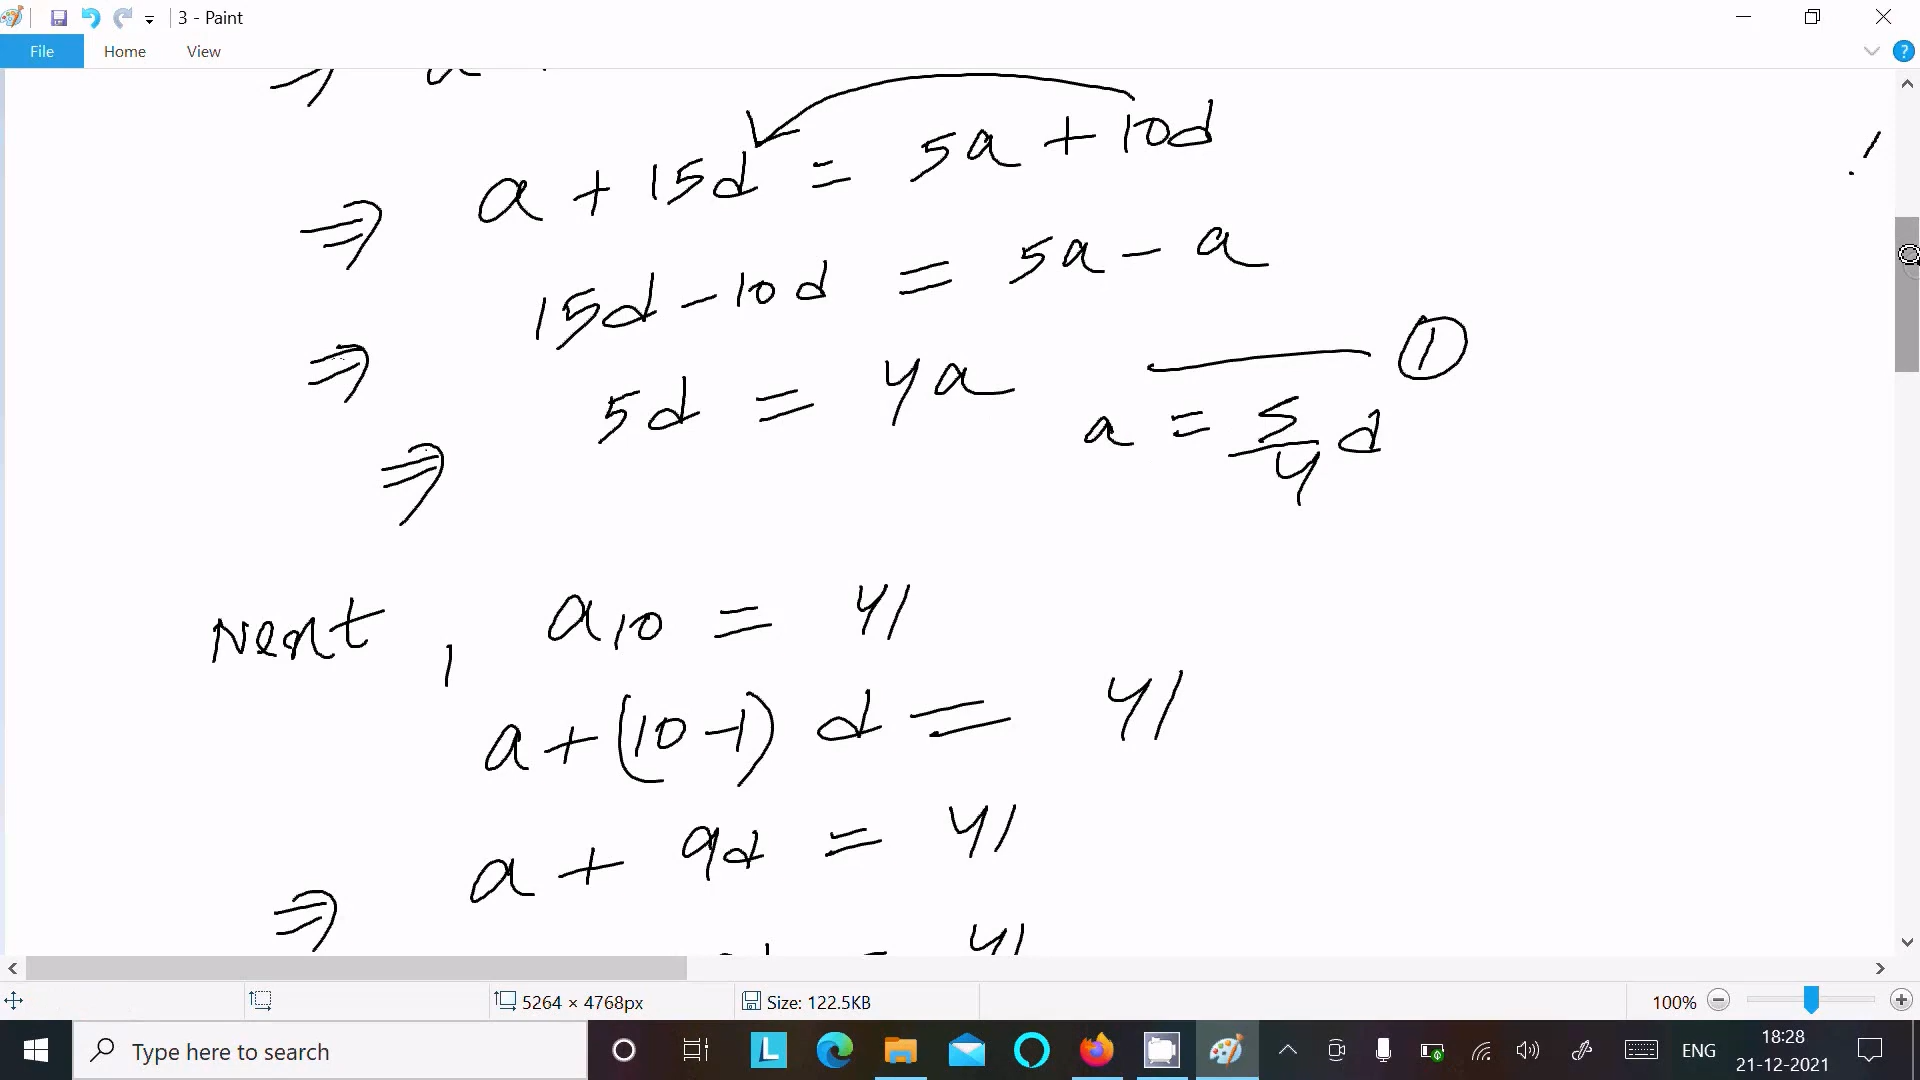 3 - Paint
File Home View
⇒ a
⇒ a + 15d = 5a + 10d
⇒ 15d - 10d = 5a - a
⇒ 5d = 4a ——— ①
a = 5/4 d
Next, a10 = 41
a + (10-1) d = 41
⇒ a + 9d = 41
= 41
5264 × 4768px Size: 122.5KB 100%
Type here to search
L
ENG
18:28
21-12-2021